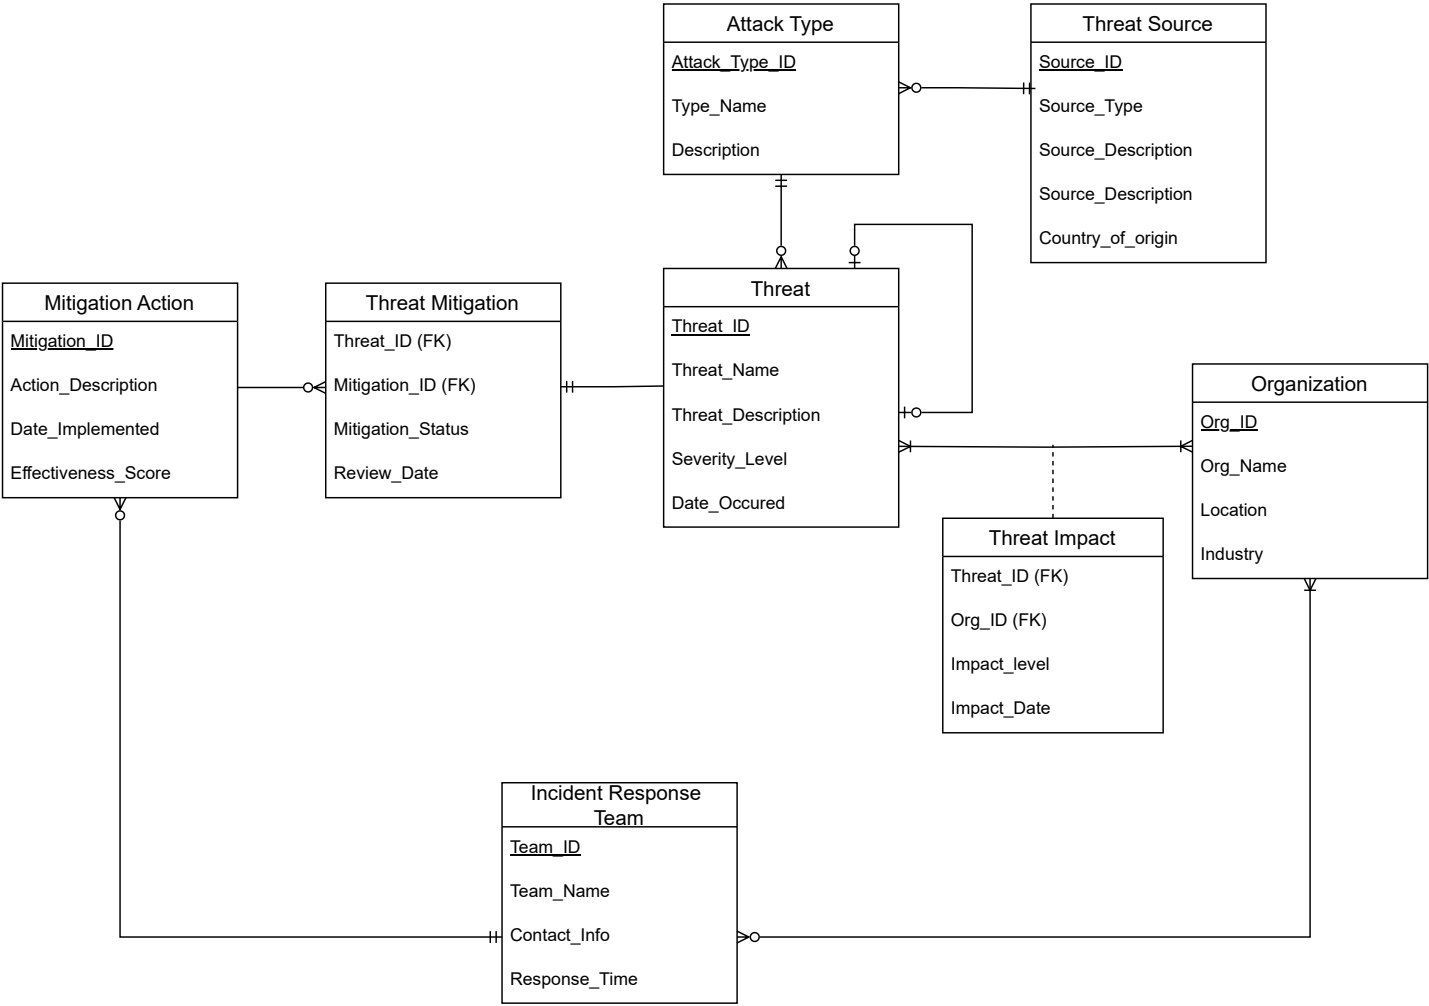 Attack Type
Attack_Type_ID
Type_Name
Description
Threat Source
Source_ID
Source_Type
Source_Description
Source_Description
Country_of_origin
Mitigation Action
Mitigation_ID
Action_Description
Date_Implemented
Effectiveness_Score
Threat Mitigation
Threat_ID (FK)
Mitigation_ID (FK)
Mitigation_Status
Review_Date
Threat
Threat_ID
Threat_Name
Threat_Description
Severity_Level
Date_Occured
Organization
Org_ID
Org_Name
Location
Industry
Threat Impact
Threat_ID (FK)
Org_ID (FK)
Impact_level
Impact_Date
Incident Response
Team
Team_ID
Team_Name
Contact_Info
Response_Time